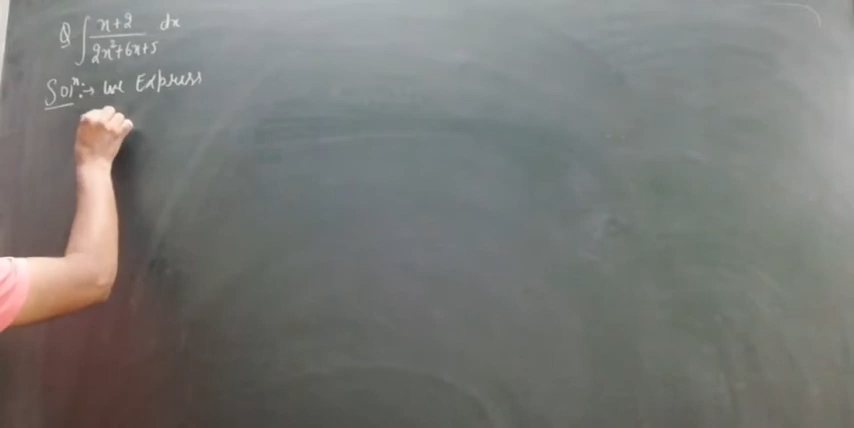 Q ∫ x+2 / 2x²+6x+5 dx
Solⁿ:→ we Express